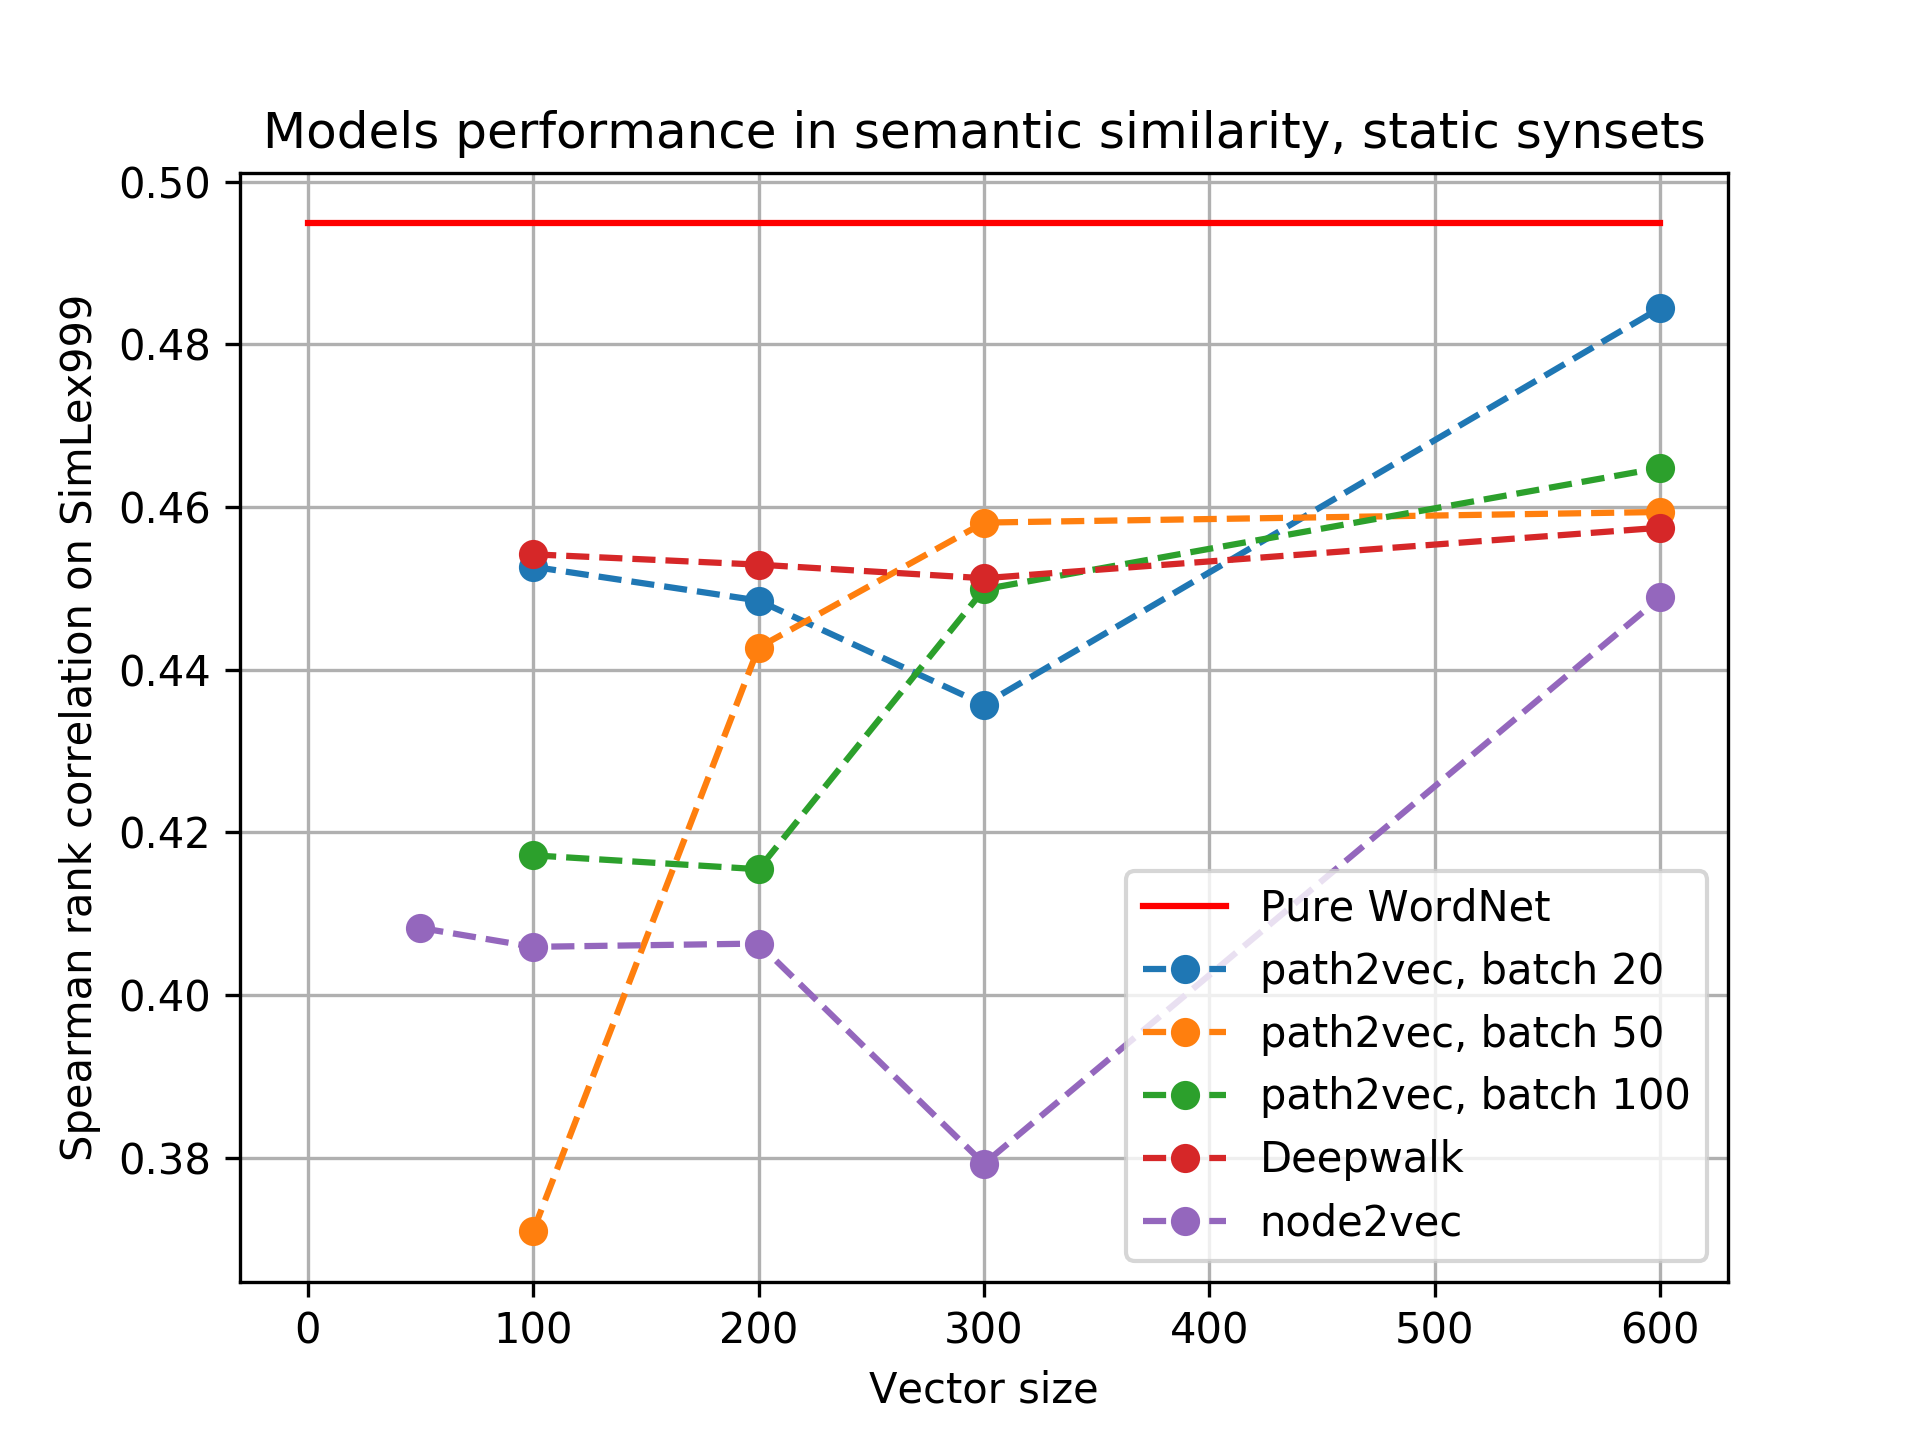 Models performance in semantic similarity, static synsets
Spearman rank correlation on SimLex999
0.50
0.48
0.46
0.44
0.42
0.40
0.38
Pure WordNet
path2vec, batch 20
path2vec, batch 50
path2vec, batch 100
Deepwalk
node2vec
0 100 200 300 400 500 600
Vector size